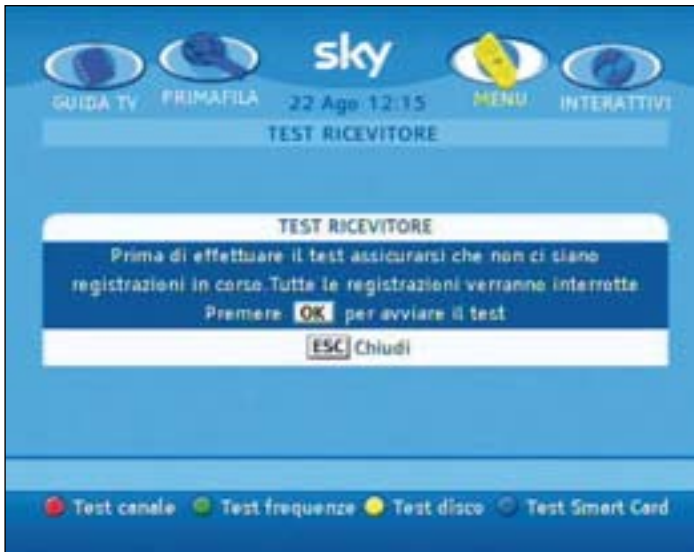 sky
GUIDA TV PRIMAFILA 22 Ago 12:15 MENU INTERATTIVI
TEST RICEVITORE
TEST RICEVITORE
Prima di effettuare il test assicurarsi che non ci siano
registrazioni in corso.Tutte le registrazioni verranno interrotte
Premere OK per avviare il test
ESC Chiudi
Test canale Test frequenze Test disco Test Smart Card